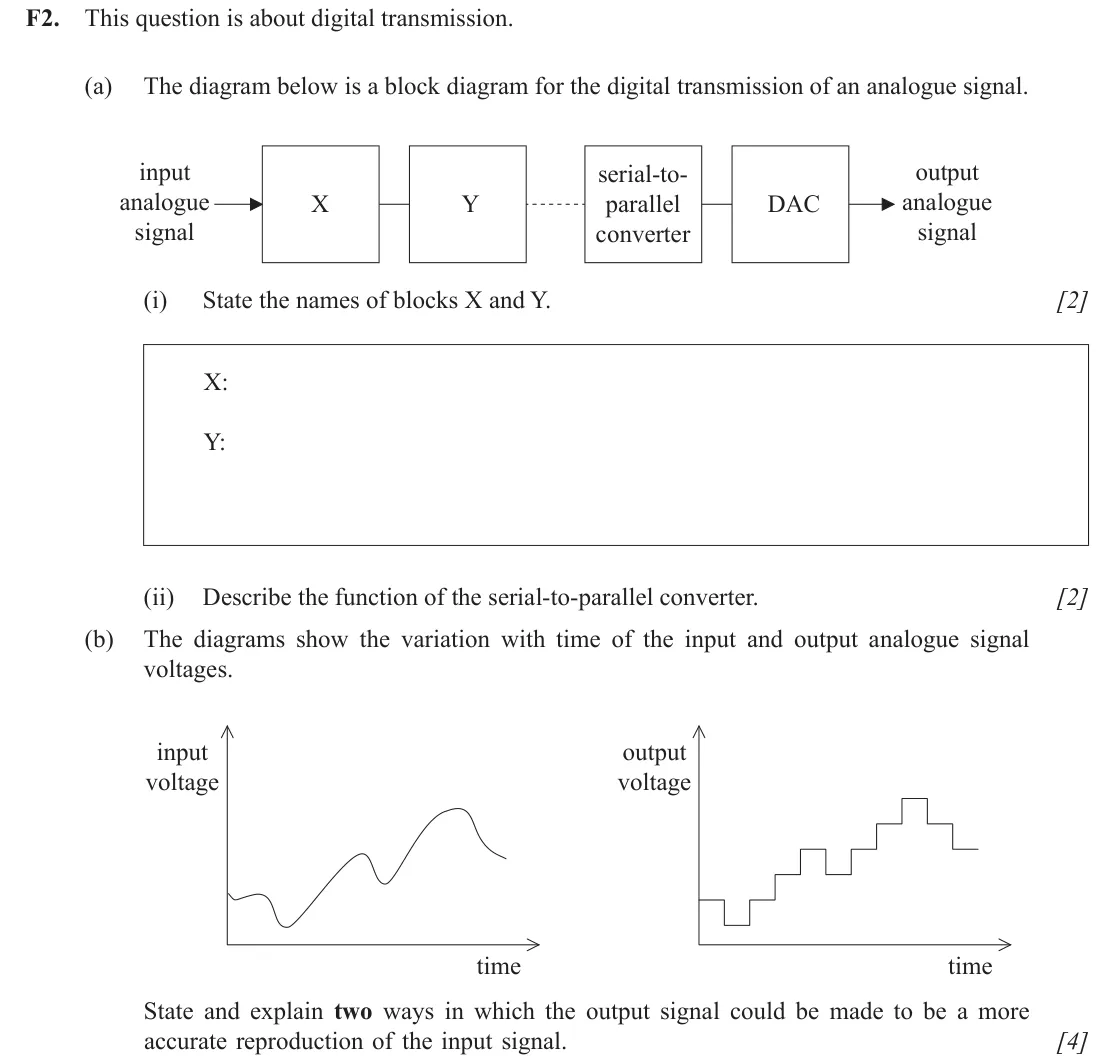 F2. This question is about digital transmission.
(a) The diagram below is a block diagram for the digital transmission of an analogue signal.
input
analogue
signal
X
Y
serial-to-
parallel
converter
DAC
output
analogue
signal
(i) State the names of blocks X and Y. [2]
X:
Y:
(ii) Describe the function of the serial-to-parallel converter. [2]
(b) The diagrams show the variation with time of the input and output analogue signal
voltages.
input
voltage
time
output
voltage
time
State and explain two ways in which the output signal could be made to be a more
accurate reproduction of the input signal. [4]